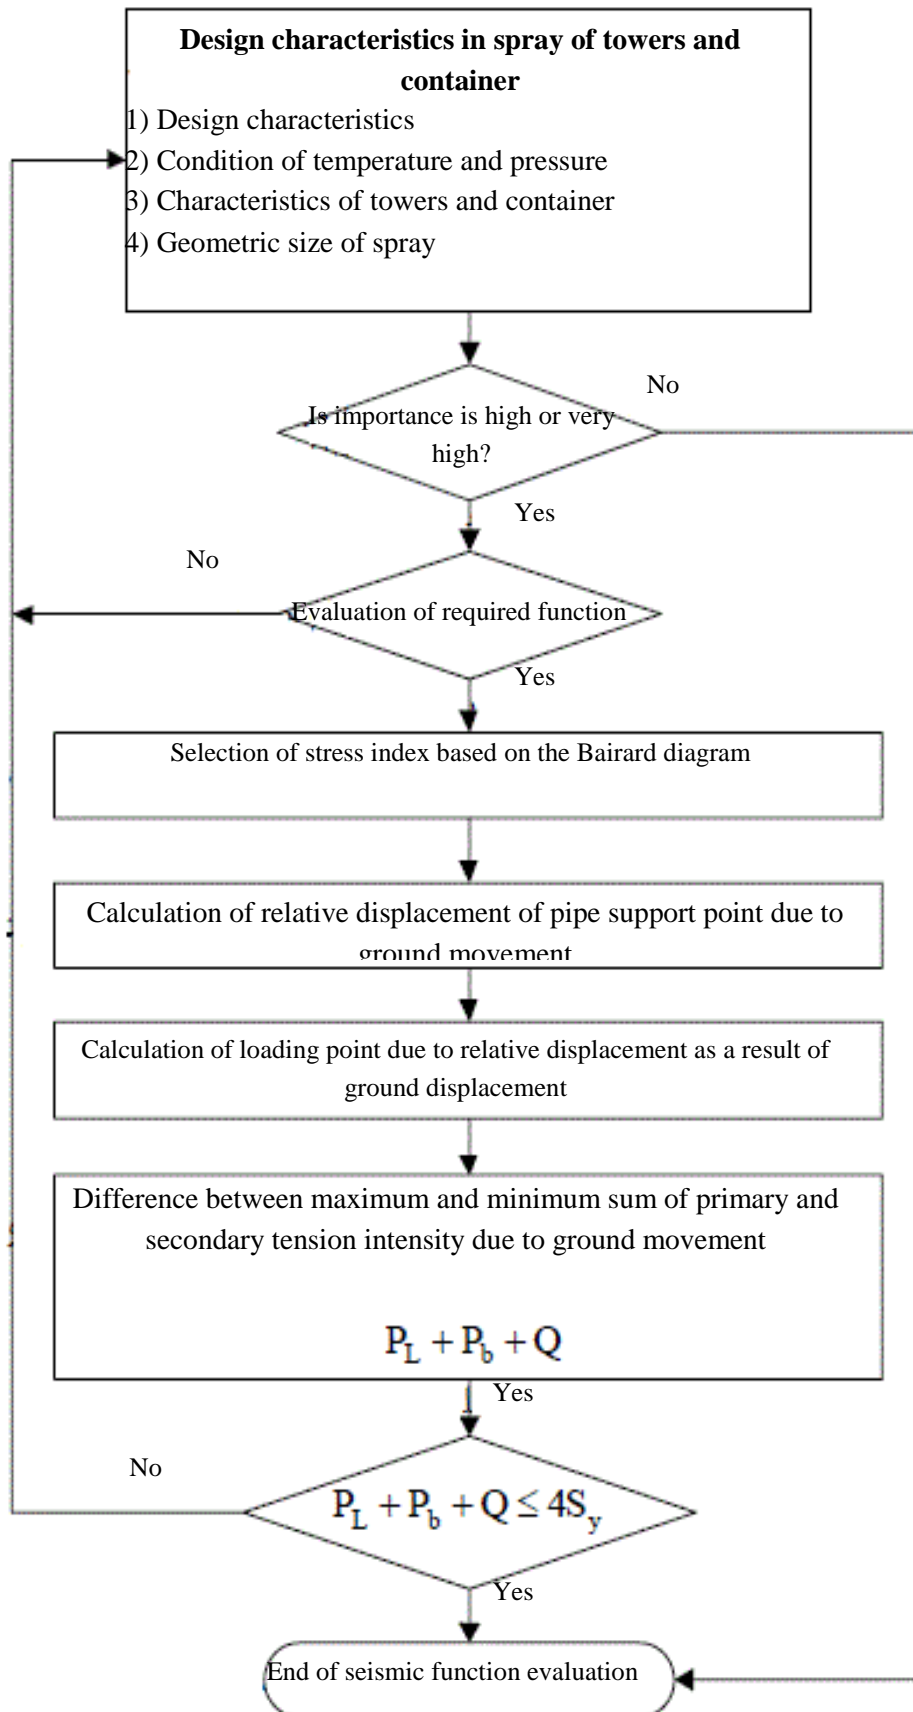 Design characteristics in spray of towers and
container
1) Design characteristics
2) Condition of temperature and pressure
3) Characteristics of towers and container
4) Geometric size of spray
No
Is importance is high or very
high?
Yes
No
Evaluation of required function
Yes
Selection of stress index based on the Bairard diagram
Calculation of relative displacement of pipe support point due to
ground movement
Calculation of loading point due to relative displacement as a result of
ground displacement
Difference between maximum and minimum sum of primary and
secondary tension intensity due to ground movement
P_L + P_b + Q
Yes
No
P_L + P_b + Q ≤ 4S_y
Yes
End of seismic function evaluation